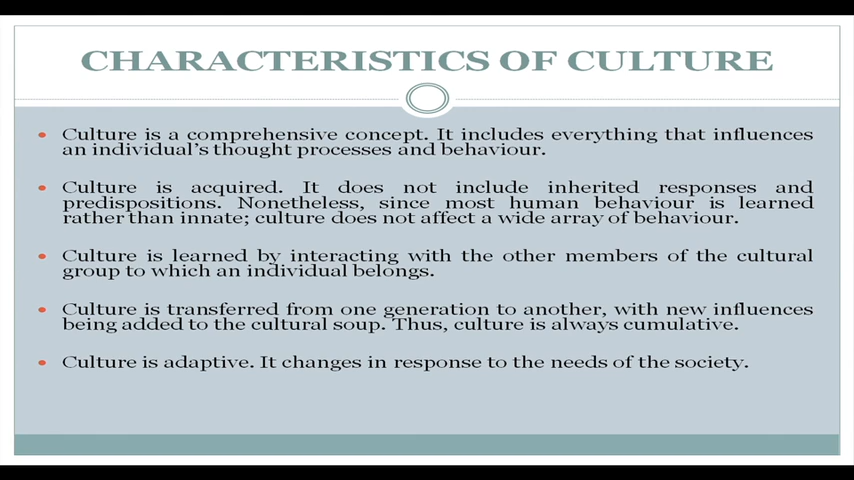 CHARACTERISTICS OF CULTURE
• Culture is a comprehensive concept. It includes everything that influences
an individual's thought processes and behaviour.
• Culture is acquired. It does not include inherited responses and
predispositions. Nonetheless, since most human behaviour is learned
rather than innate; culture does not affect a wide array of behaviour.
• Culture is learned by interacting with the other members of the cultural
group to which an individual belongs.
• Culture is transferred from one generation to another, with new influences
being added to the cultural soup. Thus, culture is always cumulative.
• Culture is adaptive. It changes in response to the needs of the society.